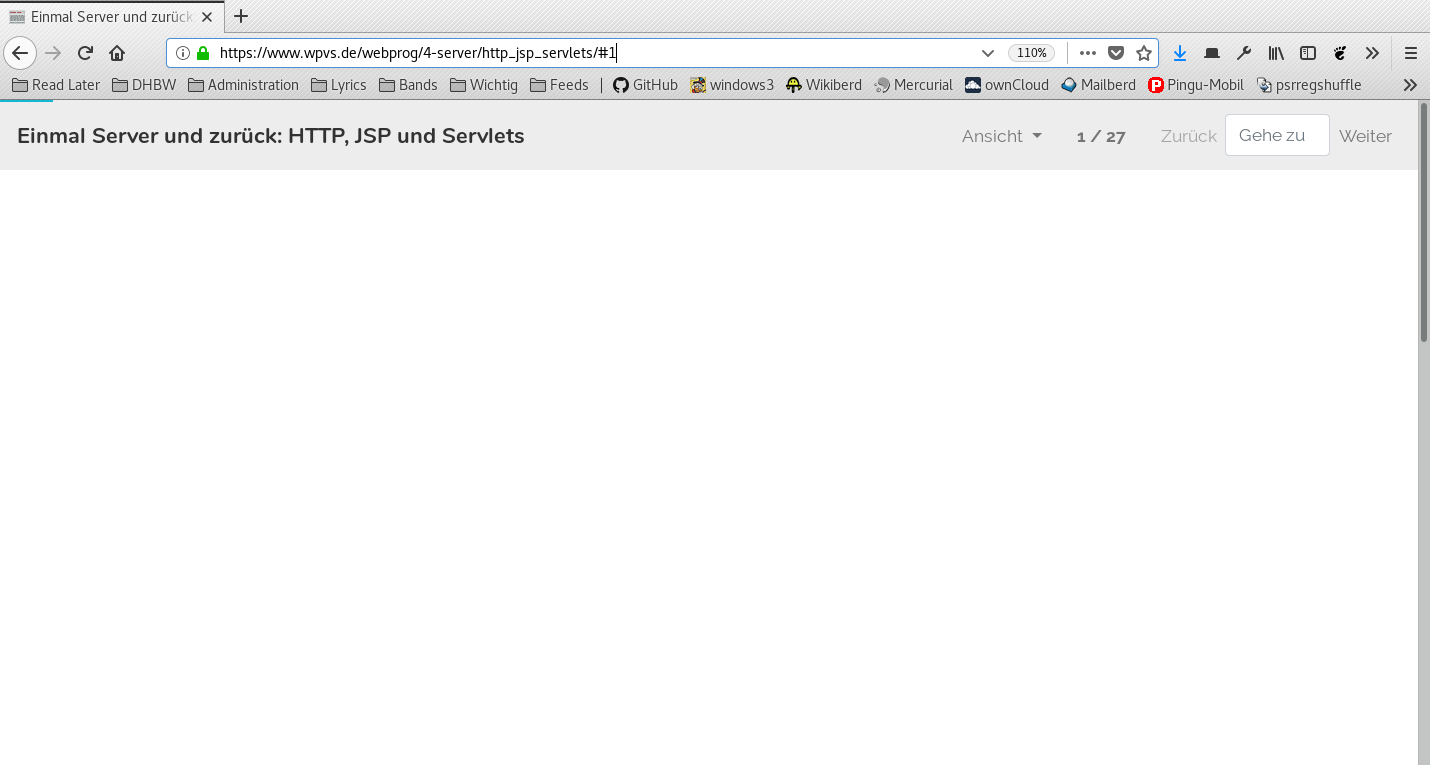 Einmal Server und zurück
https://www.wpvs.de/webprog/4-server/http_jsp_servlets/#1 110%
Read Later DHBW Administration Lyrics Bands Wichtig Feeds GitHub windows3 Wikiberd Mercurial ownCloud Mailberd Pingu-Mobil psrregshuffle
Einmal Server und zurück: HTTP, JSP und Servlets Ansicht 1 / 27 Zurück Gehe zu Weiter